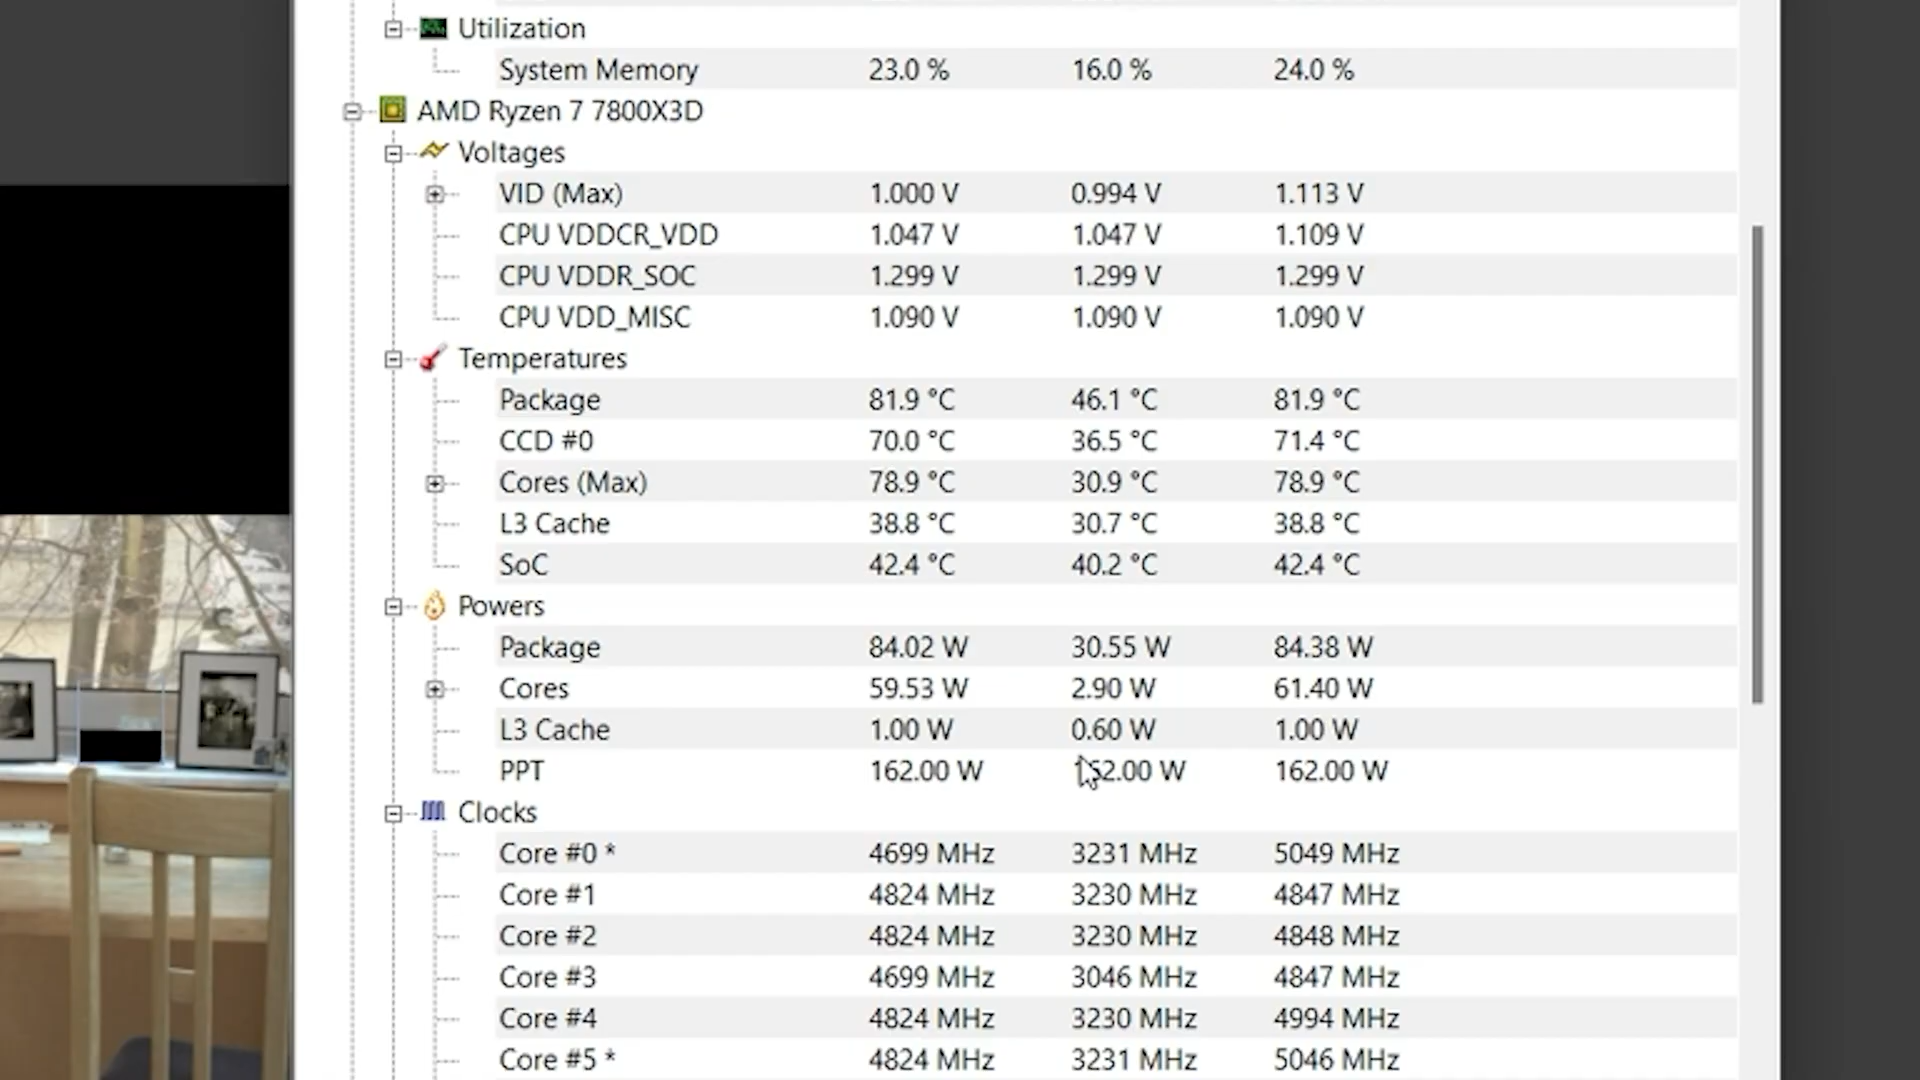 Utilization
System Memory 23.0 % 16.0 % 24.0 %
AMD Ryzen 7 7800X3D
Voltages
VID (Max) 1.000 V 0.994 V 1.113 V
CPU VDDCR_VDD 1.047 V 1.047 V 1.109 V
CPU VDDR_SOC 1.299 V 1.299 V 1.299 V
CPU VDD_MISC 1.090 V 1.090 V 1.090 V
Temperatures
Package 81.9 °C 46.1 °C 81.9 °C
CCD #0 70.0 °C 36.5 °C 71.4 °C
Cores (Max) 78.9 °C 30.9 °C 78.9 °C
L3 Cache 38.8 °C 30.7 °C 38.8 °C
SoC 42.4 °C 40.2 °C 42.4 °C
Powers
Package 84.02 W 30.55 W 84.38 W
Cores 59.53 W 2.90 W 61.40 W
L3 Cache 1.00 W 0.60 W 1.00 W
PPT 162.00 W W 162.00 W
Clocks
Core #0 * 4699 MHz 3231 MHz 5049 MHz
Core #1 4824 MHz 3230 MHz 4847 MHz
Core #2 4824 MHz 3230 MHz 4848 MHz
Core #3 4699 MHz 3046 MHz 4847 MHz
Core #4 4824 MHz 3230 MHz 4994 MHz
Core #5 * 4824 MHz 3231 MHz 5046 MHz